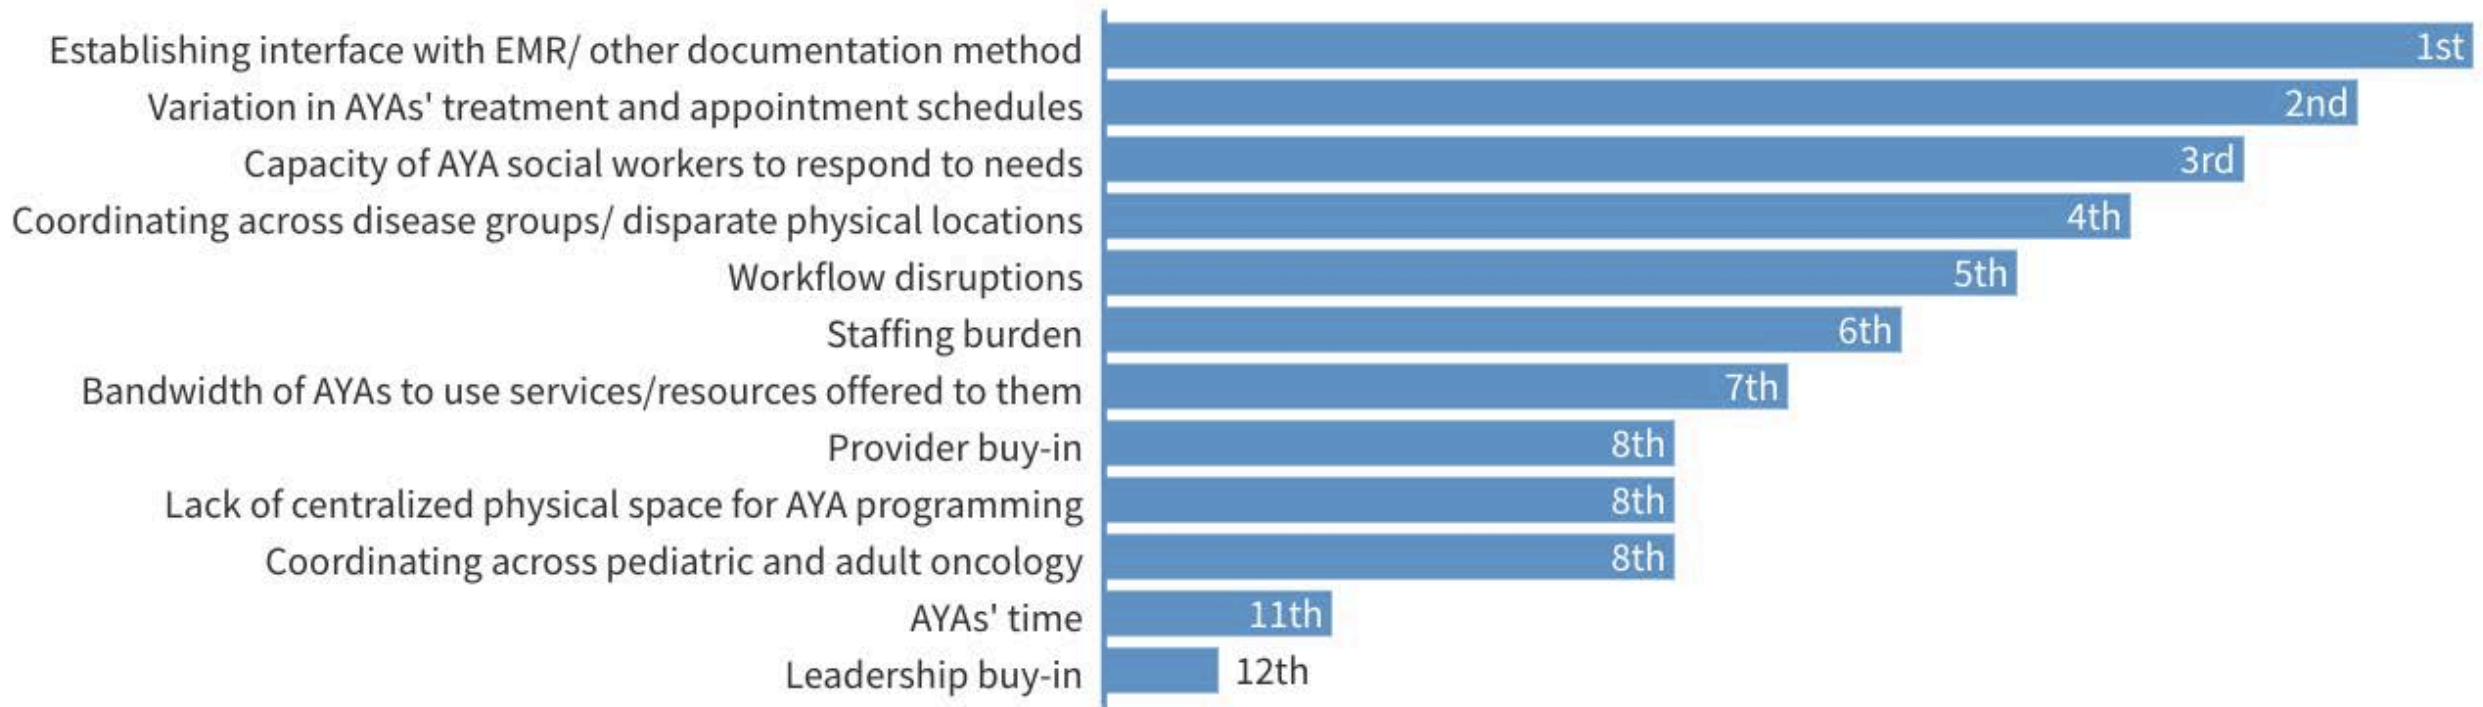 Establishing interface with EMR/ other documentation method 1st
Variation in AYAs' treatment and appointment schedules 2nd
Capacity of AYA social workers to respond to needs 3rd
Coordinating across disease groups/ disparate physical locations 4th
Workflow disruptions 5th
Staffing burden 6th
Bandwidth of AYAs to use services/resources offered to them 7th
Provider buy-in 8th
Lack of centralized physical space for AYA programming 8th
Coordinating across pediatric and adult oncology 8th
AYAs' time 11th
Leadership buy-in 12th